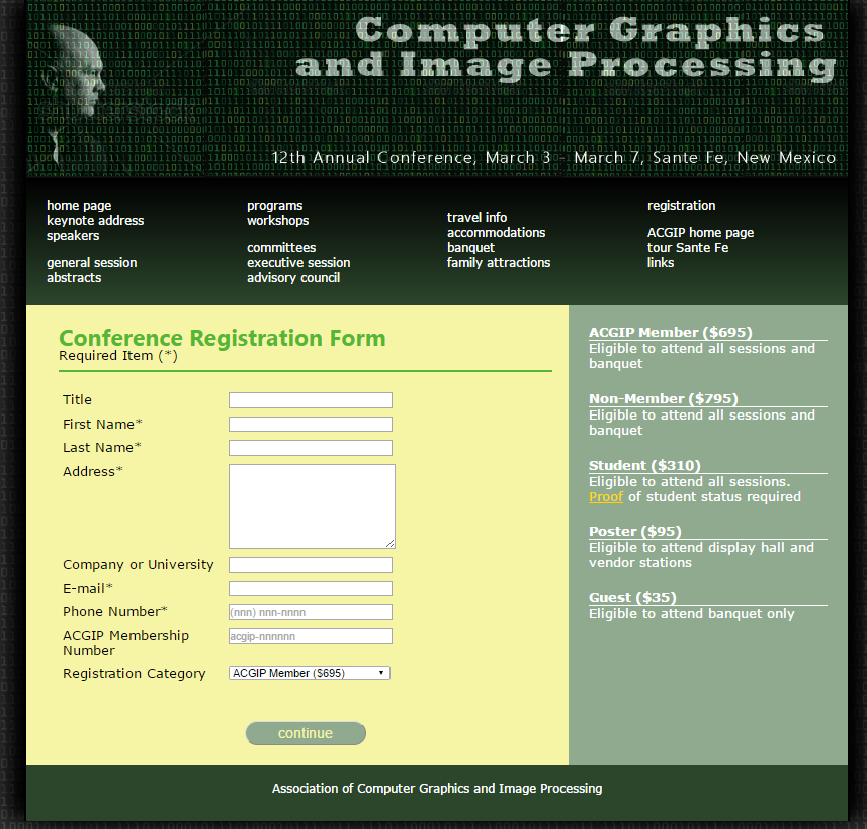 Computer Graphics
and Image Processing
12th Annual Conference, March 3 - March 7, Sante Fe, New Mexico
home page
keynote address
speakers
general session
abstracts
programs
workshops
committees
executive session
advisory council
travel info
accommodations
banquet
family attractions
registration
ACGIP home page
tour Sante Fe
links
Conference Registration Form
Required Item (*)
Title
First Name*
Last Name*
Address*
Company or University
E-mail*
Phone Number*
(nnn) nnn-nnnn
ACGIP Membership
Number
acgip-nnnnnn
Registration Category
ACGIP Member ($695)
continue
ACGIP Member ($695)
Eligible to attend all sessions and
banquet
Non-Member ($795)
Eligible to attend all sessions and
banquet
Student ($310)
Eligible to attend all sessions.
Proof of student status required
Poster ($95)
Eligible to attend display hall and
vendor stations
Guest ($35)
Eligible to attend banquet only
Association of Computer Graphics and Image Processing